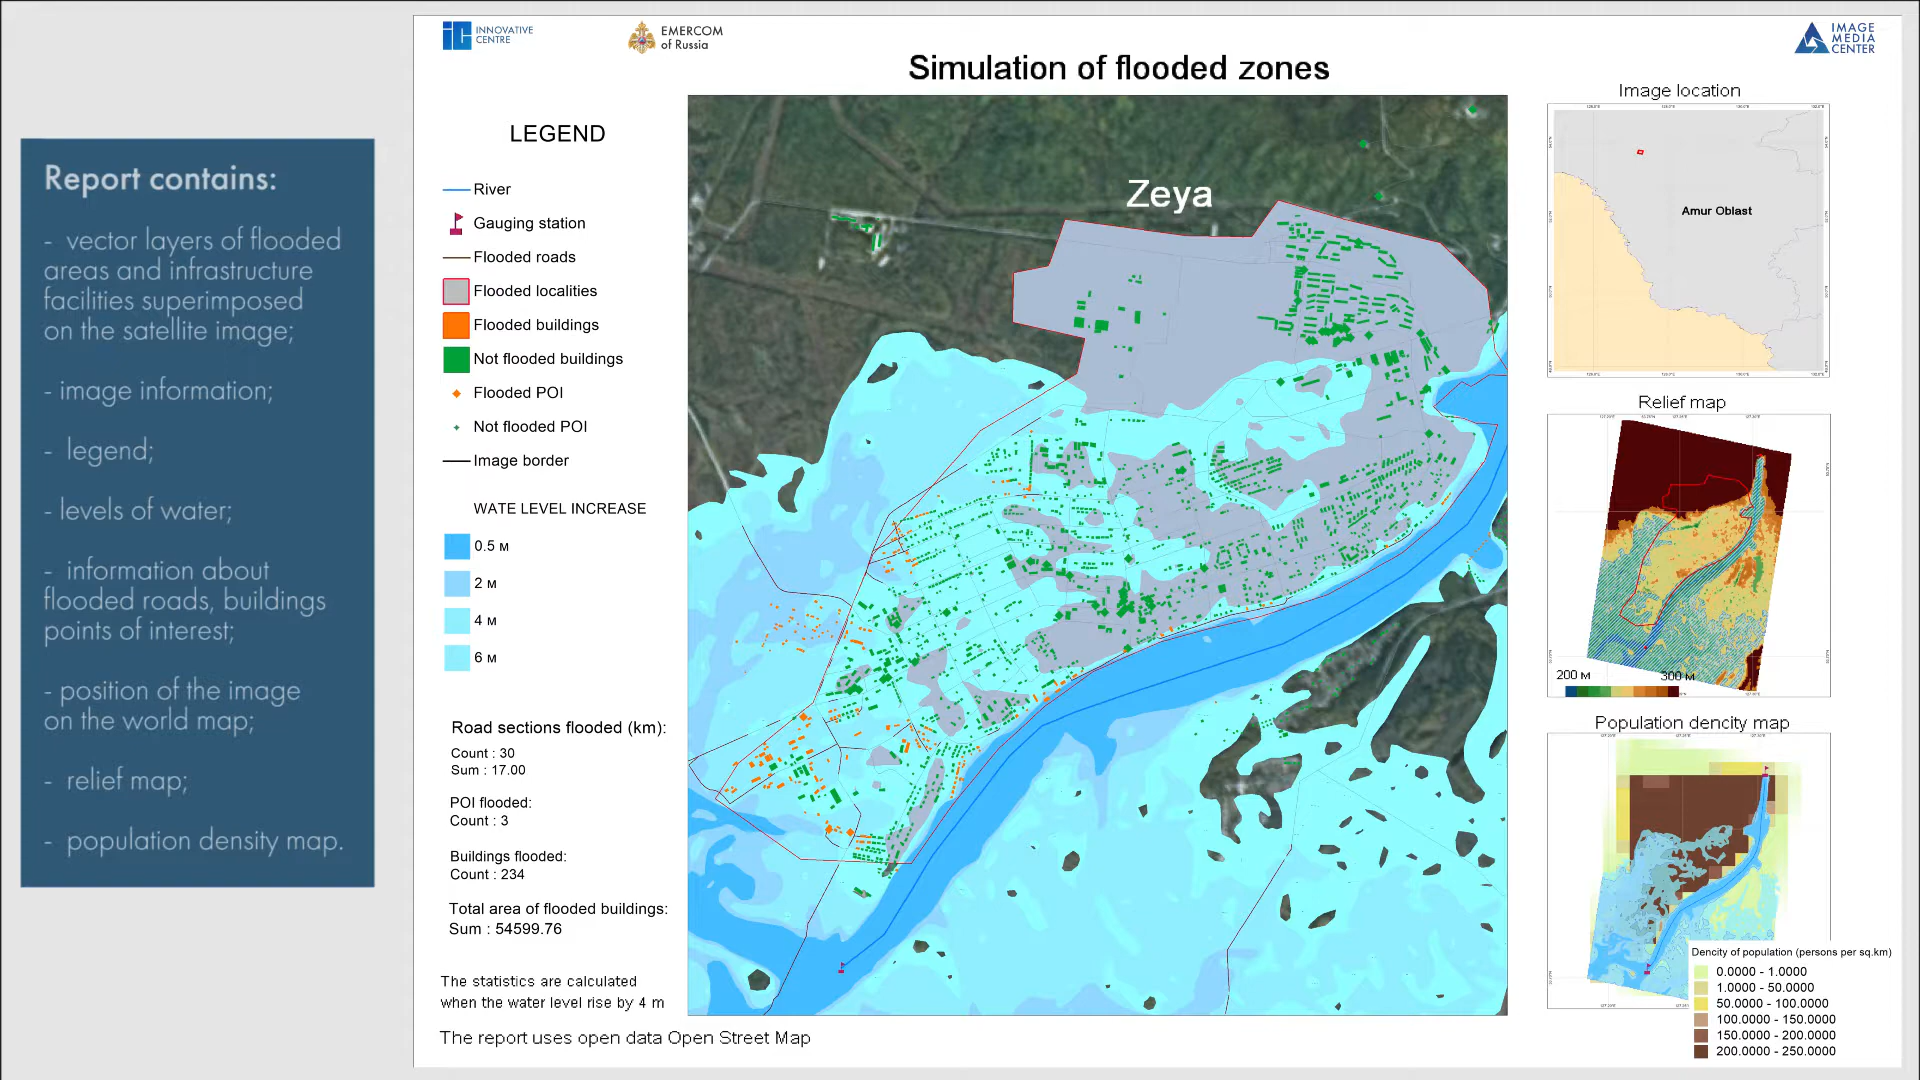 Report contains:
- vector layers of flooded
areas and infrastructure
facilities superimposed
on the satellite image;
- image information;
- legend;
- levels of water;
- information about
flooded roads, buildings
points of interest;
- position of the image
on the world map;
- relief map;
- population density map.
INNOVATIVE
CENTRE
EMERCOM
of Russia
IMAGE
MEDIA
CENTER
Simulation of flooded zones
LEGEND
River
Gauging station
Flooded roads
Flooded localities
Flooded buildings
Not flooded buildings
Flooded POI
Not flooded POI
Image border
WATE LEVEL INCREASE
0.5 м
2 м
4 м
6 м
Road sections flooded (km):
Count : 30
Sum : 17.00
POI flooded:
Count : 3
Buildings flooded:
Count : 234
Total area of flooded buildings:
Sum : 54599.76
The statistics are calculated
when the water level rise by 4 m
The report uses open data Open Street Map
Zeya
Image location
Amur Oblast
Relief map
200 м
300 м
Population dencity map
Dencity of population (persons per sq.km)
0.0000 - 1.0000
1.0000 - 50.0000
50.0000 - 100.0000
100.0000 - 150.0000
150.0000 - 200.0000
200.0000 - 250.0000